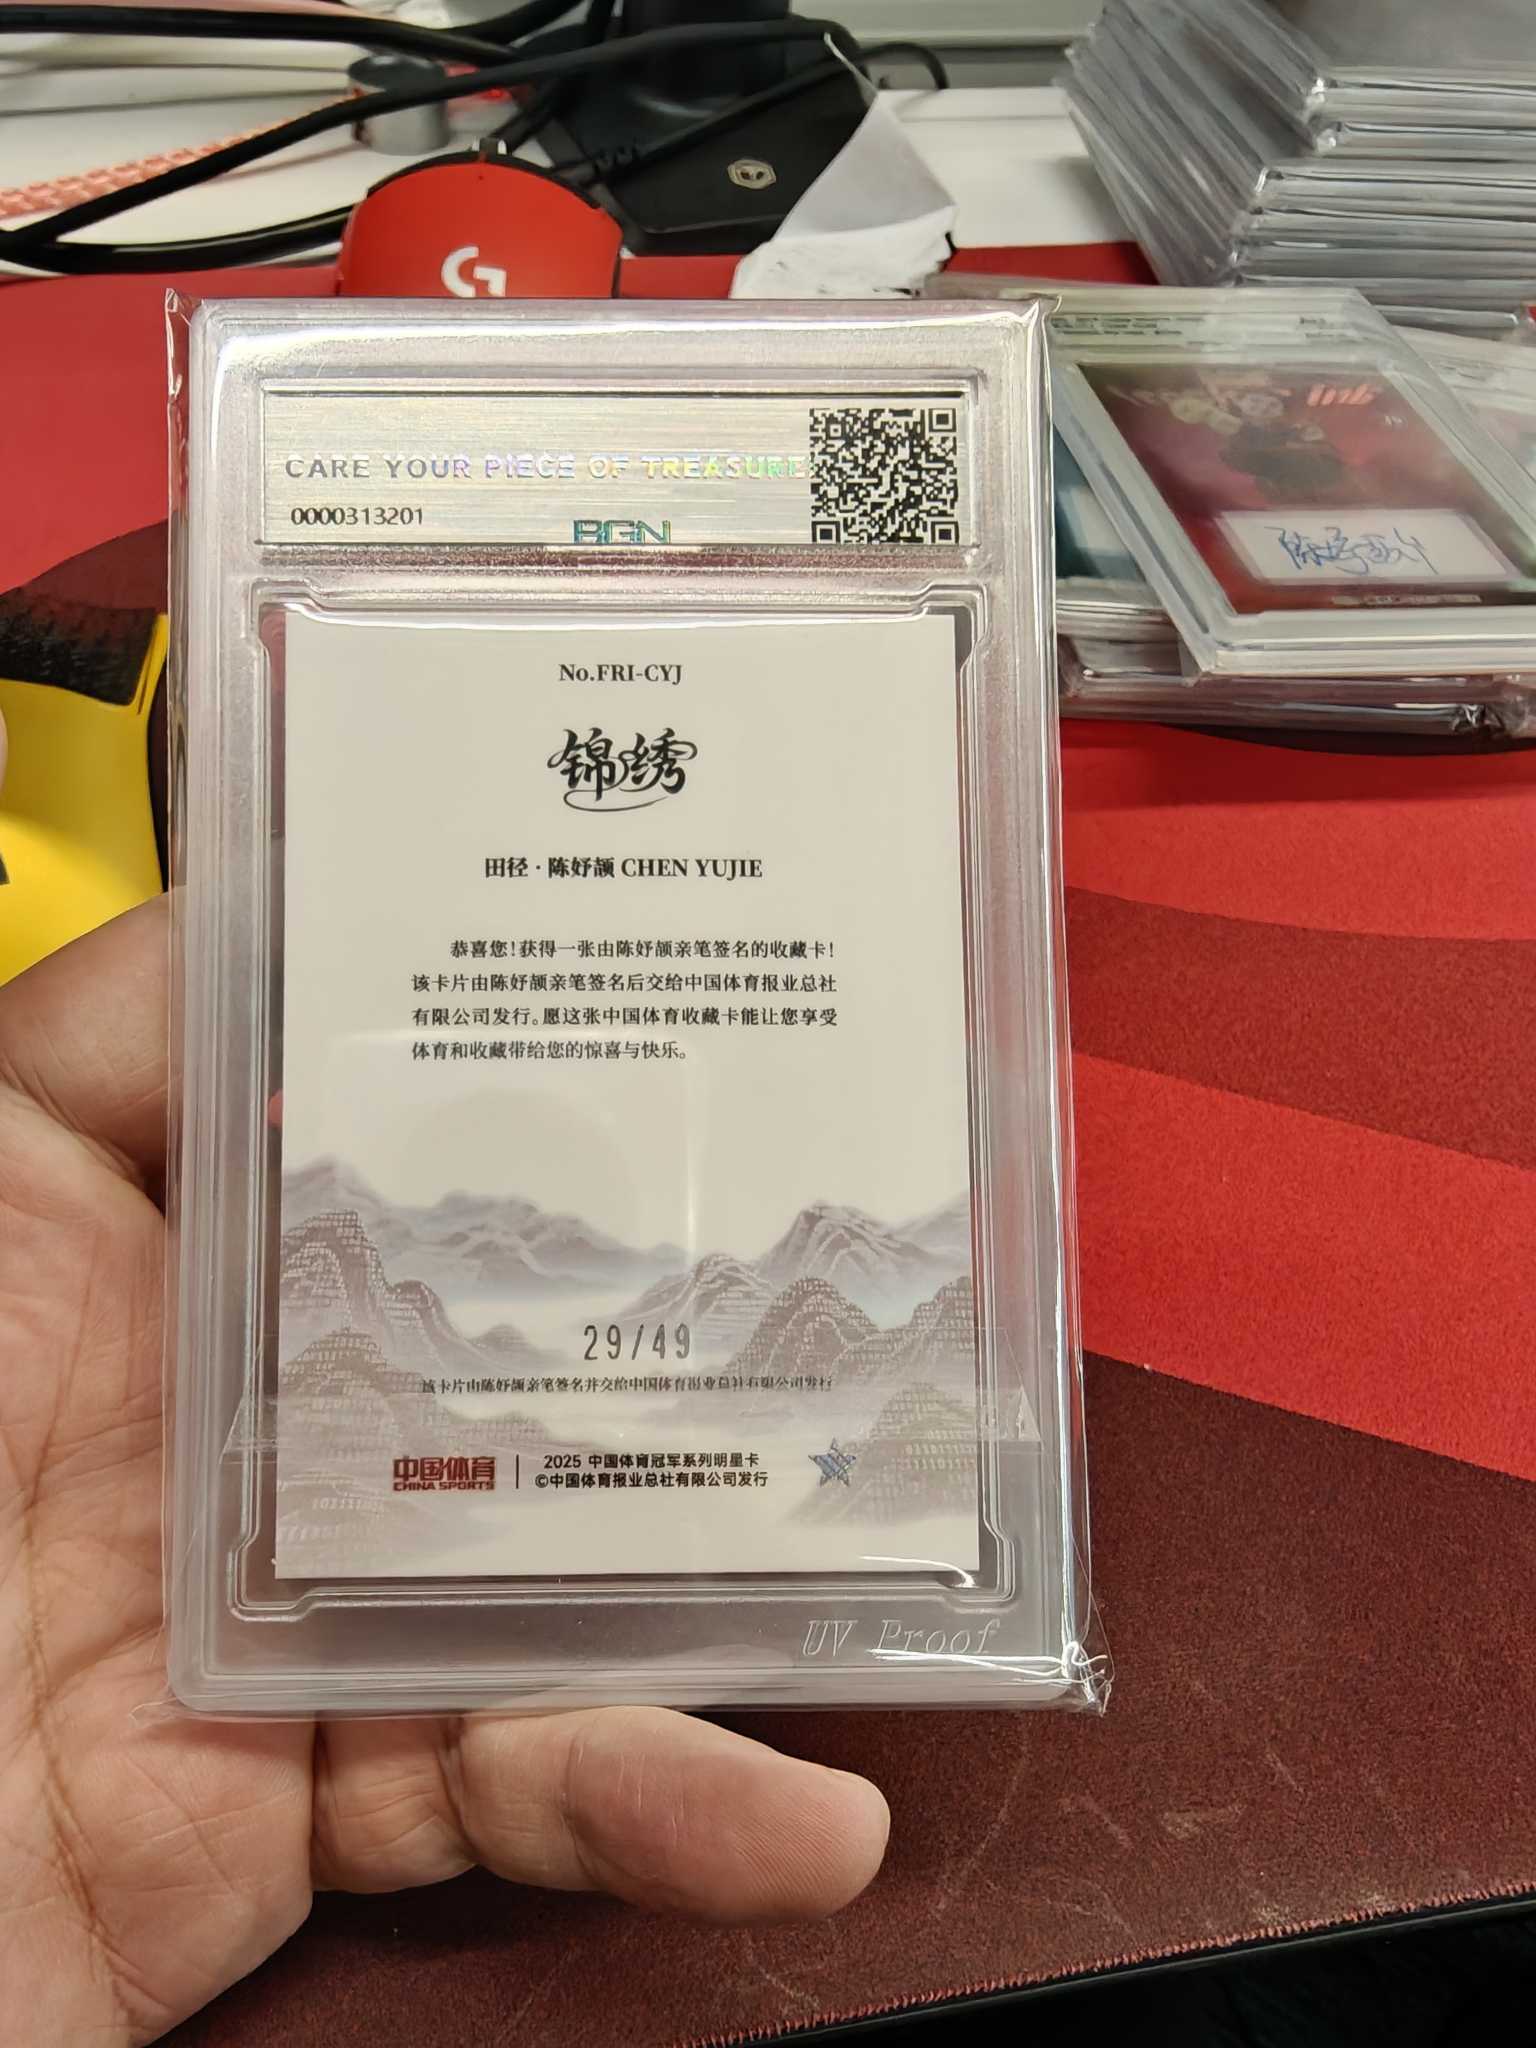 CARE YOUR PIECE OF TREASURE
0000313201
BGN
No.FRI-CYJ
锦绣
田径·陈妤颉 CHEN YUJIE
恭喜您!获得一张由陈妤颉亲笔签名的收藏卡!
该卡片由陈妤颉亲笔签名后交给中国体育报业总社
有限公司发行。愿这张中国体育收藏卡能让您享受
体育和收藏带给您的惊喜与快乐。
29/49
该卡片由陈妤颉亲笔签名并交给中国体育报业总社有限公司发行
中国体育
CHINA SPORTS
2025 中国体育冠军系列明星卡
©中国体育报业总社有限公司发行
UV Proof
G
Ink